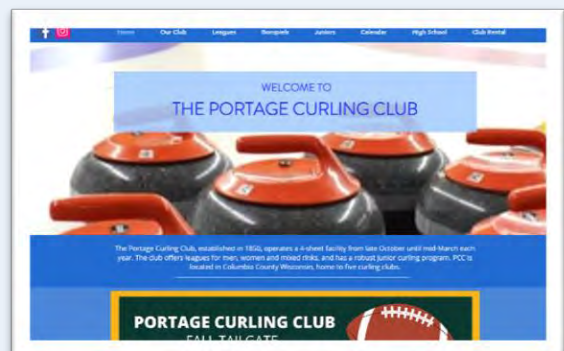 Home Our Club Leagues Bonspiels Juniors Calendar High School Club Rental
WELCOME TO
THE PORTAGE CURLING CLUB
The Portage Curling Club, established in 1850, operates a 4-sheet facility from late October until mid-March each
year. The club offers leagues for men, women and mixed rinks, and has a robust junior curling program. PCC is
located in Columbia County Wisconsin, home to five curling clubs.
PORTAGE CURLING CLUB
FALL TAILGATE